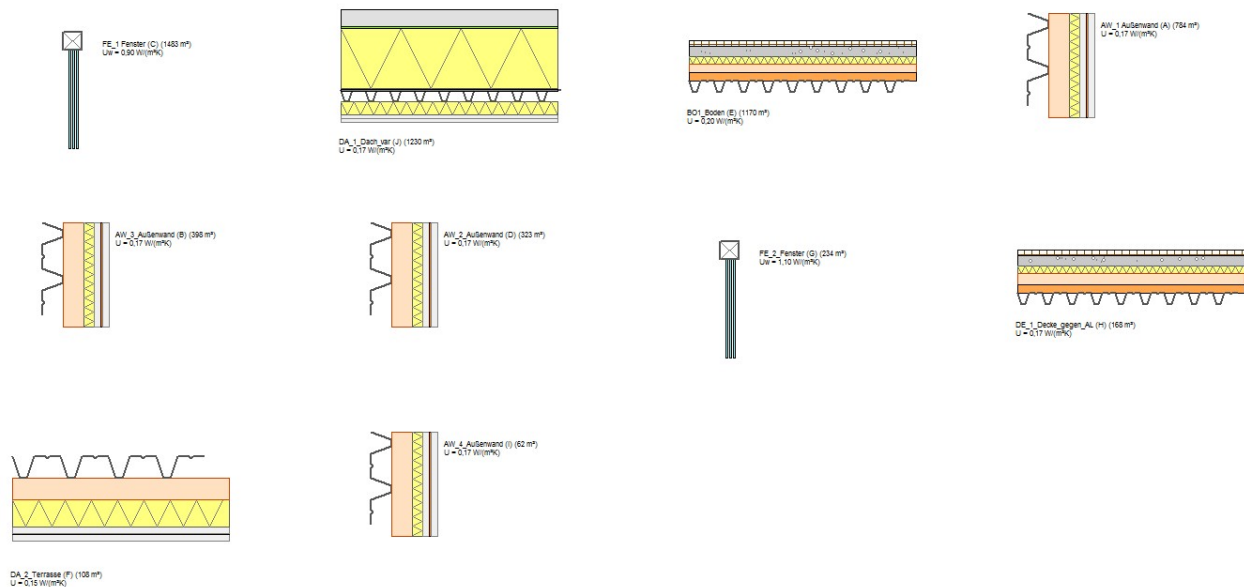 FE_1 Fenster (C) (1483 m²)
Uw = 0,90 W/(m²K)
DA_1_Dach_var (J) (1230 m²)
U = 0,17 W/(m²K)
BO1_Boden (E) (1170 m²)
U = 0,20 W/(m²K)
AW_1 Außenwand (A) (784 m²)
U = 0,17 W/(m²K)
AW_3_Außenwand (B) (398 m²)
U = 0,17 W/(m²K)
AW_2_Außenwand (D) (323 m²)
U = 0,17 W/(m²K)
FE_2_Fenster (G) (234 m²)
Uw = 1,10 W/(m²K)
DE_1_Decke_gegen_AL (H) (168 m²)
U = 0,17 W/(m²K)
DA_2_Terrasse (F) (108 m²)
U = 0,15 W/(m²K)
AW_4_Außenwand (I) (62 m²)
U = 0,17 W/(m²K)